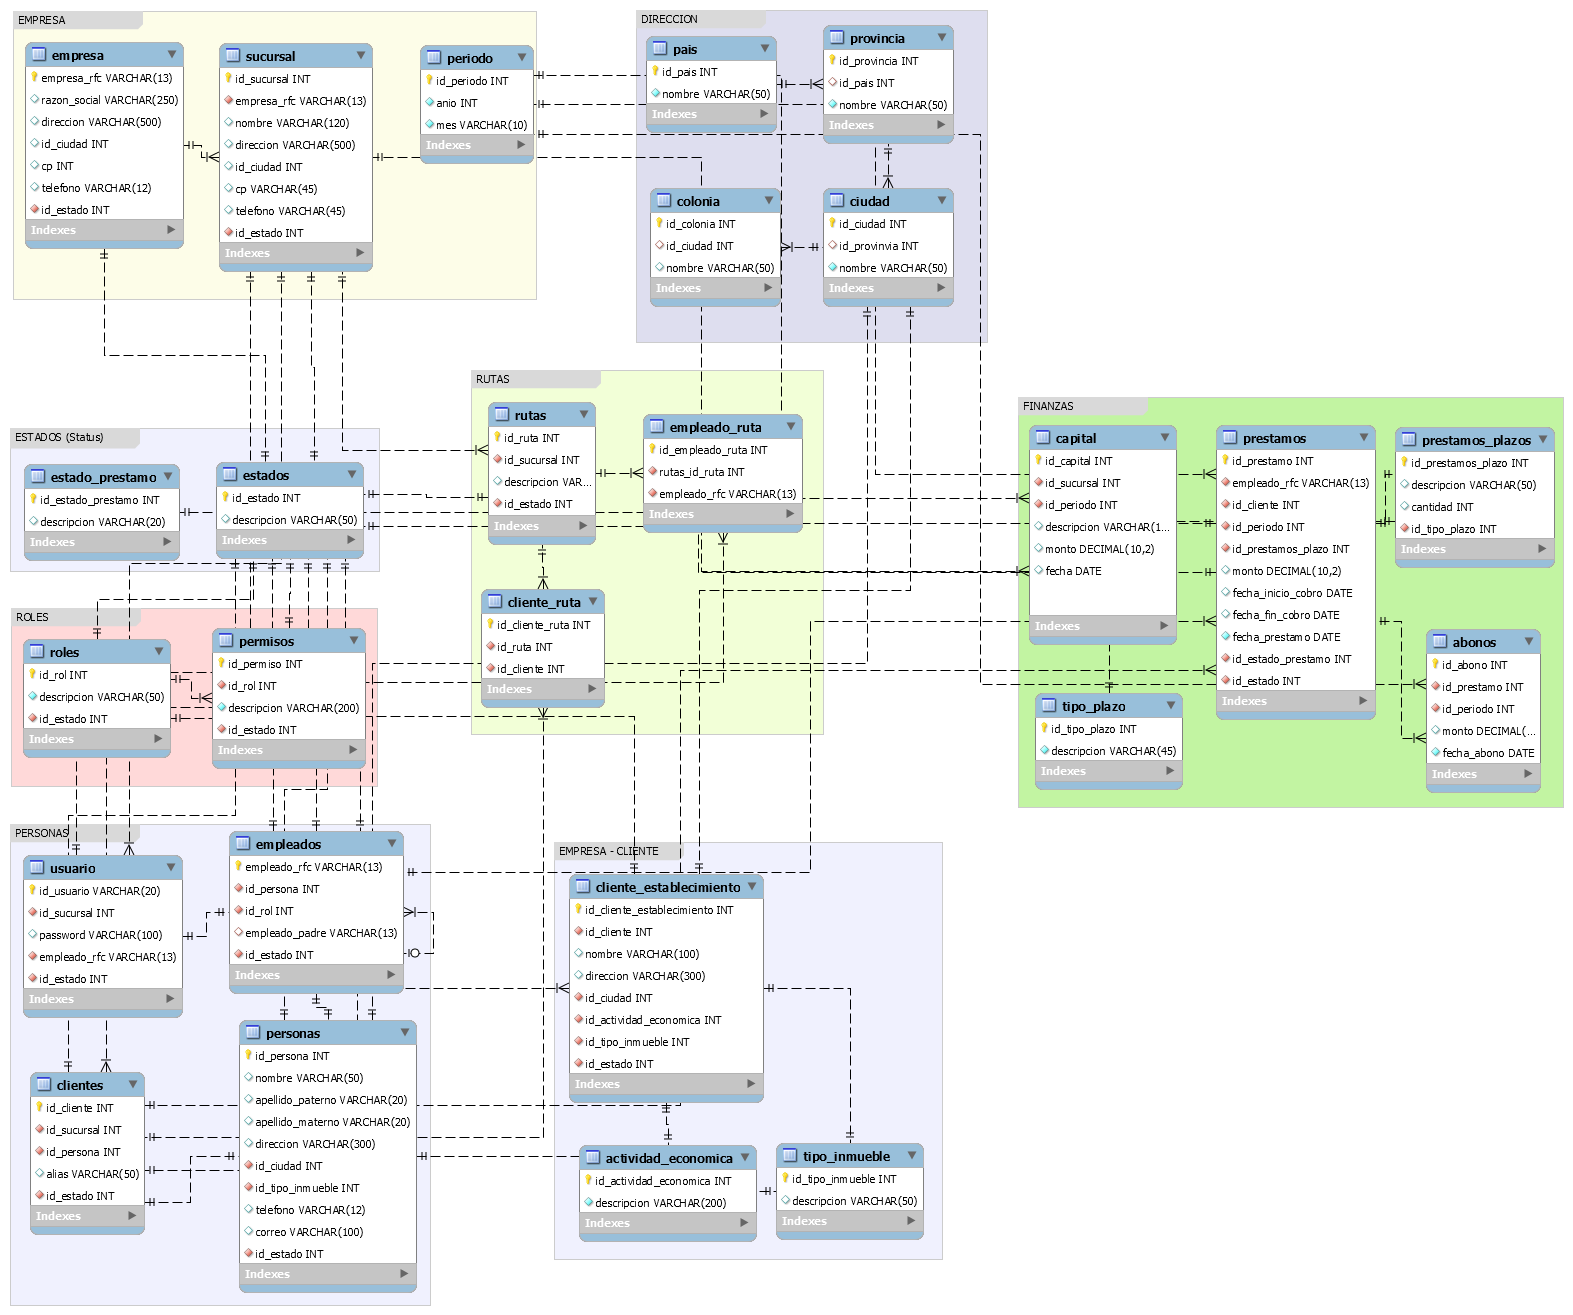 EMPRESA
empresa
empresa_rfc VARCHAR(13)
razon_social VARCHAR(250)
direccion VARCHAR(500)
id_ciudad INT
cp INT
telefono VARCHAR(12)
id_estado INT
Indexes
sucursal
id_sucursal INT
empresa_rfc VARCHAR(13)
nombre VARCHAR(120)
direccion VARCHAR(500)
id_ciudad INT
cp VARCHAR(45)
telefono VARCHAR(45)
id_estado INT
Indexes
periodo
id_periodo INT
anio INT
mes VARCHAR(10)
Indexes
DIRECCION
pais
id_pais INT
nombre VARCHAR(50)
Indexes
provincia
id_provincia INT
id_pais INT
nombre VARCHAR(50)
Indexes
colonia
id_colonia INT
id_ciudad INT
nombre VARCHAR(50)
Indexes
ciudad
id_ciudad INT
id_provinvia INT
nombre VARCHAR(50)
Indexes
ESTADOS (Status)
estado_prestamo
id_estado_prestamo INT
descripcion VARCHAR(20)
Indexes
estados
id_estado INT
descripcion VARCHAR(50)
Indexes
RUTAS
rutas
id_ruta INT
id_sucursal INT
descripcion VAR...
id_estado INT
Indexes
empleado_ruta
id_empleado_ruta INT
rutas_id_ruta INT
empleado_rfc VARCHAR(13)
Indexes
cliente_ruta
id_cliente_ruta INT
id_ruta INT
id_cliente INT
Indexes
FINANZAS
capital
id_capital INT
id_sucursal INT
id_periodo INT
descripcion VARCHAR(1...
monto DECIMAL(10,2)
fecha DATE
Indexes
prestamos
id_prestamo INT
empleado_rfc VARCHAR(13)
id_cliente INT
id_periodo INT
id_prestamos_plazo INT
monto DECIMAL(10,2)
fecha_inicio_cobro DATE
fecha_fin_cobro DATE
fecha_prestamo DATE
id_estado_prestamo INT
id_estado INT
Indexes
prestamos_plazos
id_prestamos_plazo INT
descripcion VARCHAR(50)
cantidad INT
id_tipo_plazo INT
Indexes
abonos
id_abono INT
id_prestamo INT
id_periodo INT
monto DECIMAL(...
fecha_abono DATE
Indexes
tipo_plazo
id_tipo_plazo INT
descripcion VARCHAR(45)
Indexes
ROLES
roles
id_rol INT
descripcion VARCHAR(50)
id_estado INT
Indexes
permisos
id_permiso INT
id_rol INT
descripcion VARCHAR(200)
id_estado INT
Indexes
PERSONAS
usuario
id_usuario VARCHAR(20)
id_sucursal INT
password VARCHAR(100)
empleado_rfc VARCHAR(13)
id_estado INT
Indexes
empleados
empleado_rfc VARCHAR(13)
id_persona INT
id_rol INT
empleado_padre VARCHAR(13)
id_estado INT
Indexes
clientes
id_cliente INT
id_sucursal INT
id_persona INT
alias VARCHAR(50)
id_estado INT
Indexes
personas
id_persona INT
nombre VARCHAR(50)
apellido_paterno VARCHAR(20)
apellido_materno VARCHAR(20)
direccion VARCHAR(300)
id_ciudad INT
id_tipo_inmueble INT
telefono VARCHAR(12)
correo VARCHAR(100)
id_estado INT
Indexes
EMPRESA - CLIENTE
cliente_establecimiento
id_cliente_establecimiento INT
id_cliente INT
nombre VARCHAR(100)
direccion VARCHAR(300)
id_ciudad INT
id_actividad_economica INT
id_tipo_inmueble INT
id_estado INT
Indexes
actividad_economica
id_actividad_economica INT
descripcion VARCHAR(200)
Indexes
tipo_inmueble
id_tipo_inmueble INT
descripcion VARCHAR(50)
Indexes